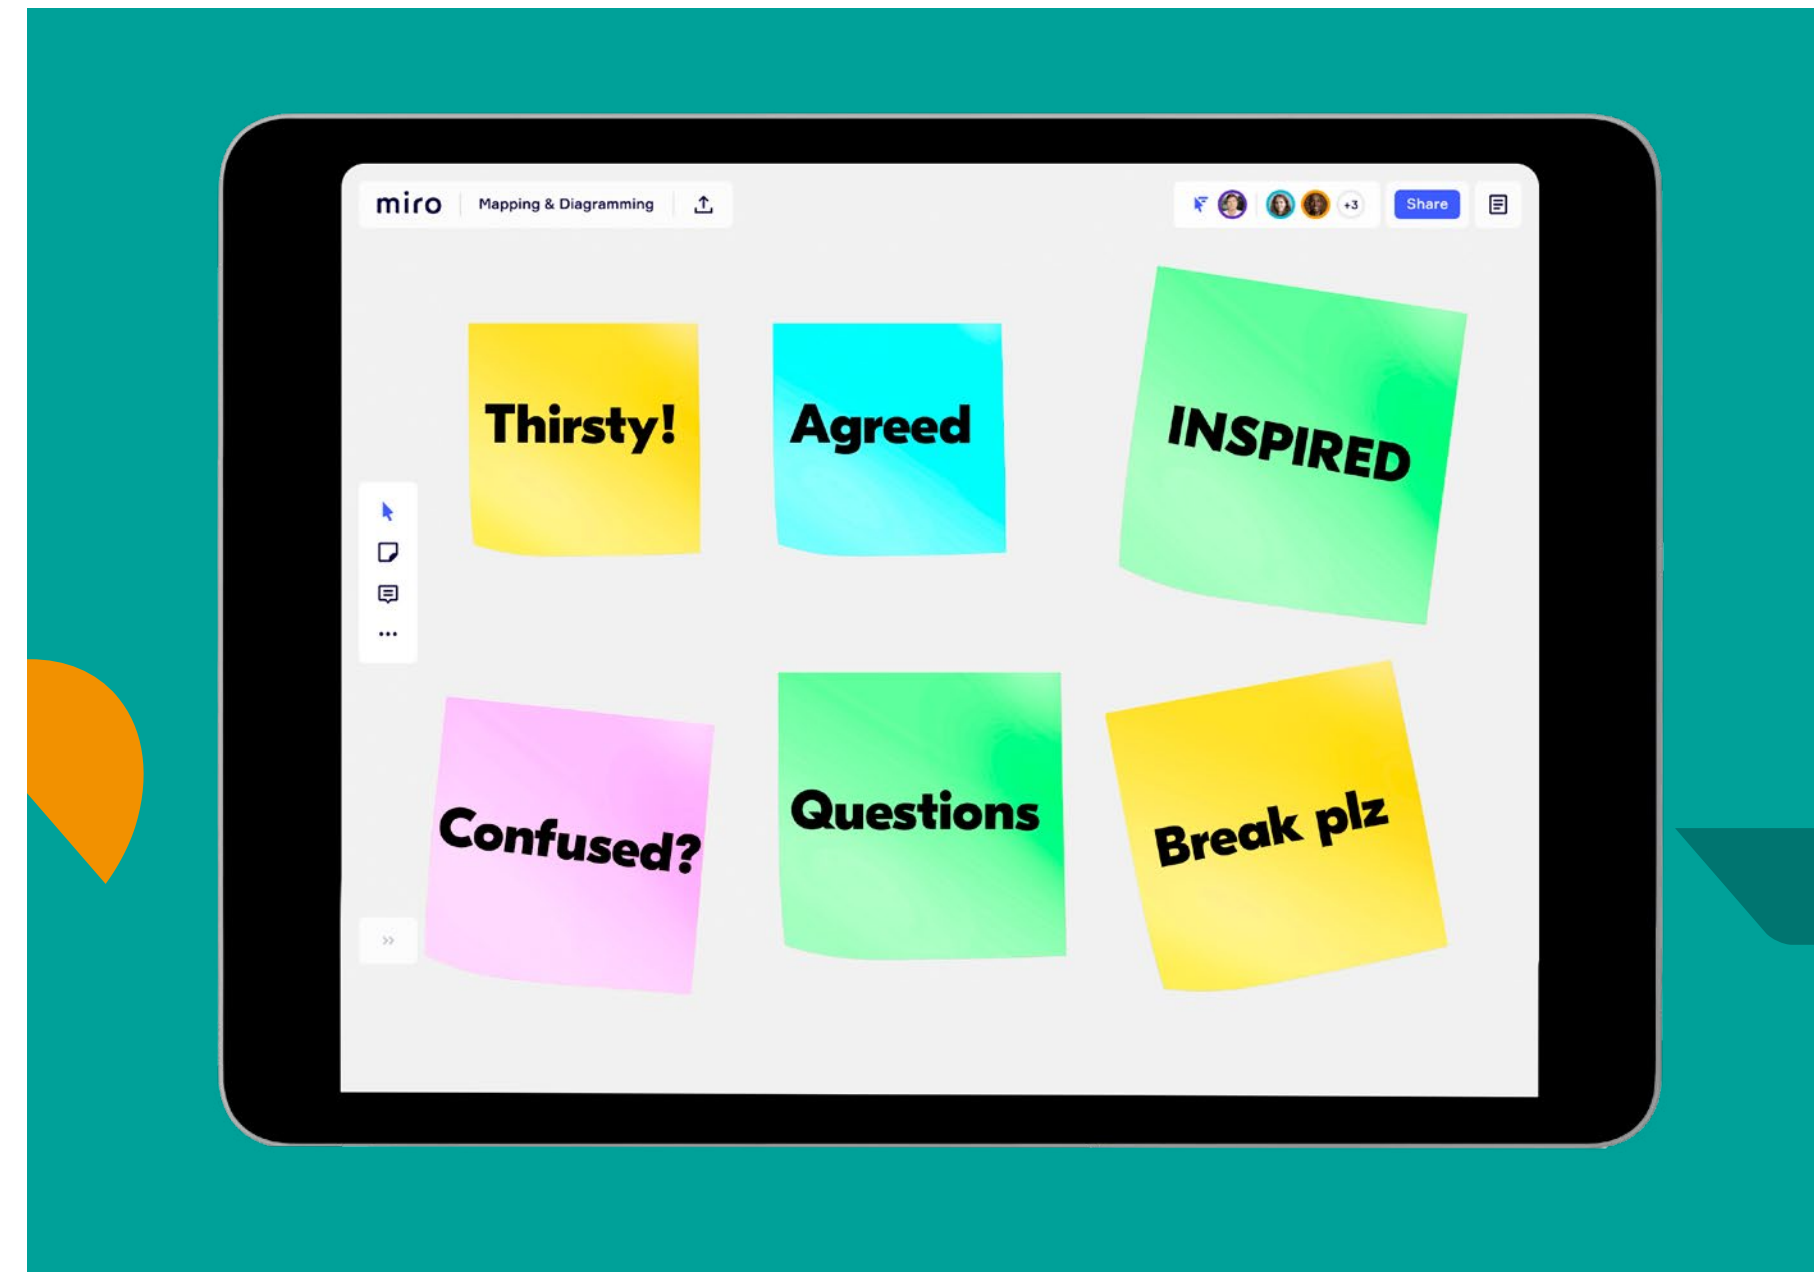 miro
Mapping & Diagramming
+3
Share
Thirsty!
Agreed
INSPIRED
Confused?
Questions
Break plz